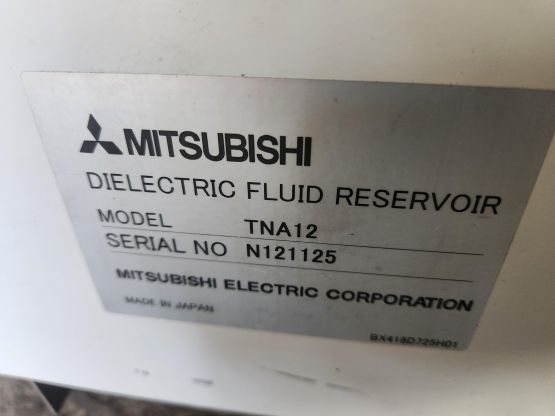 MITSUBISHI
DIELECTRIC FLUID RESERVOIR
MODEL TNA12
SERIAL NO N121125
MITSUBISHI ELECTRIC CORPORATION
MADE IN JAPAN
BX418D725H01